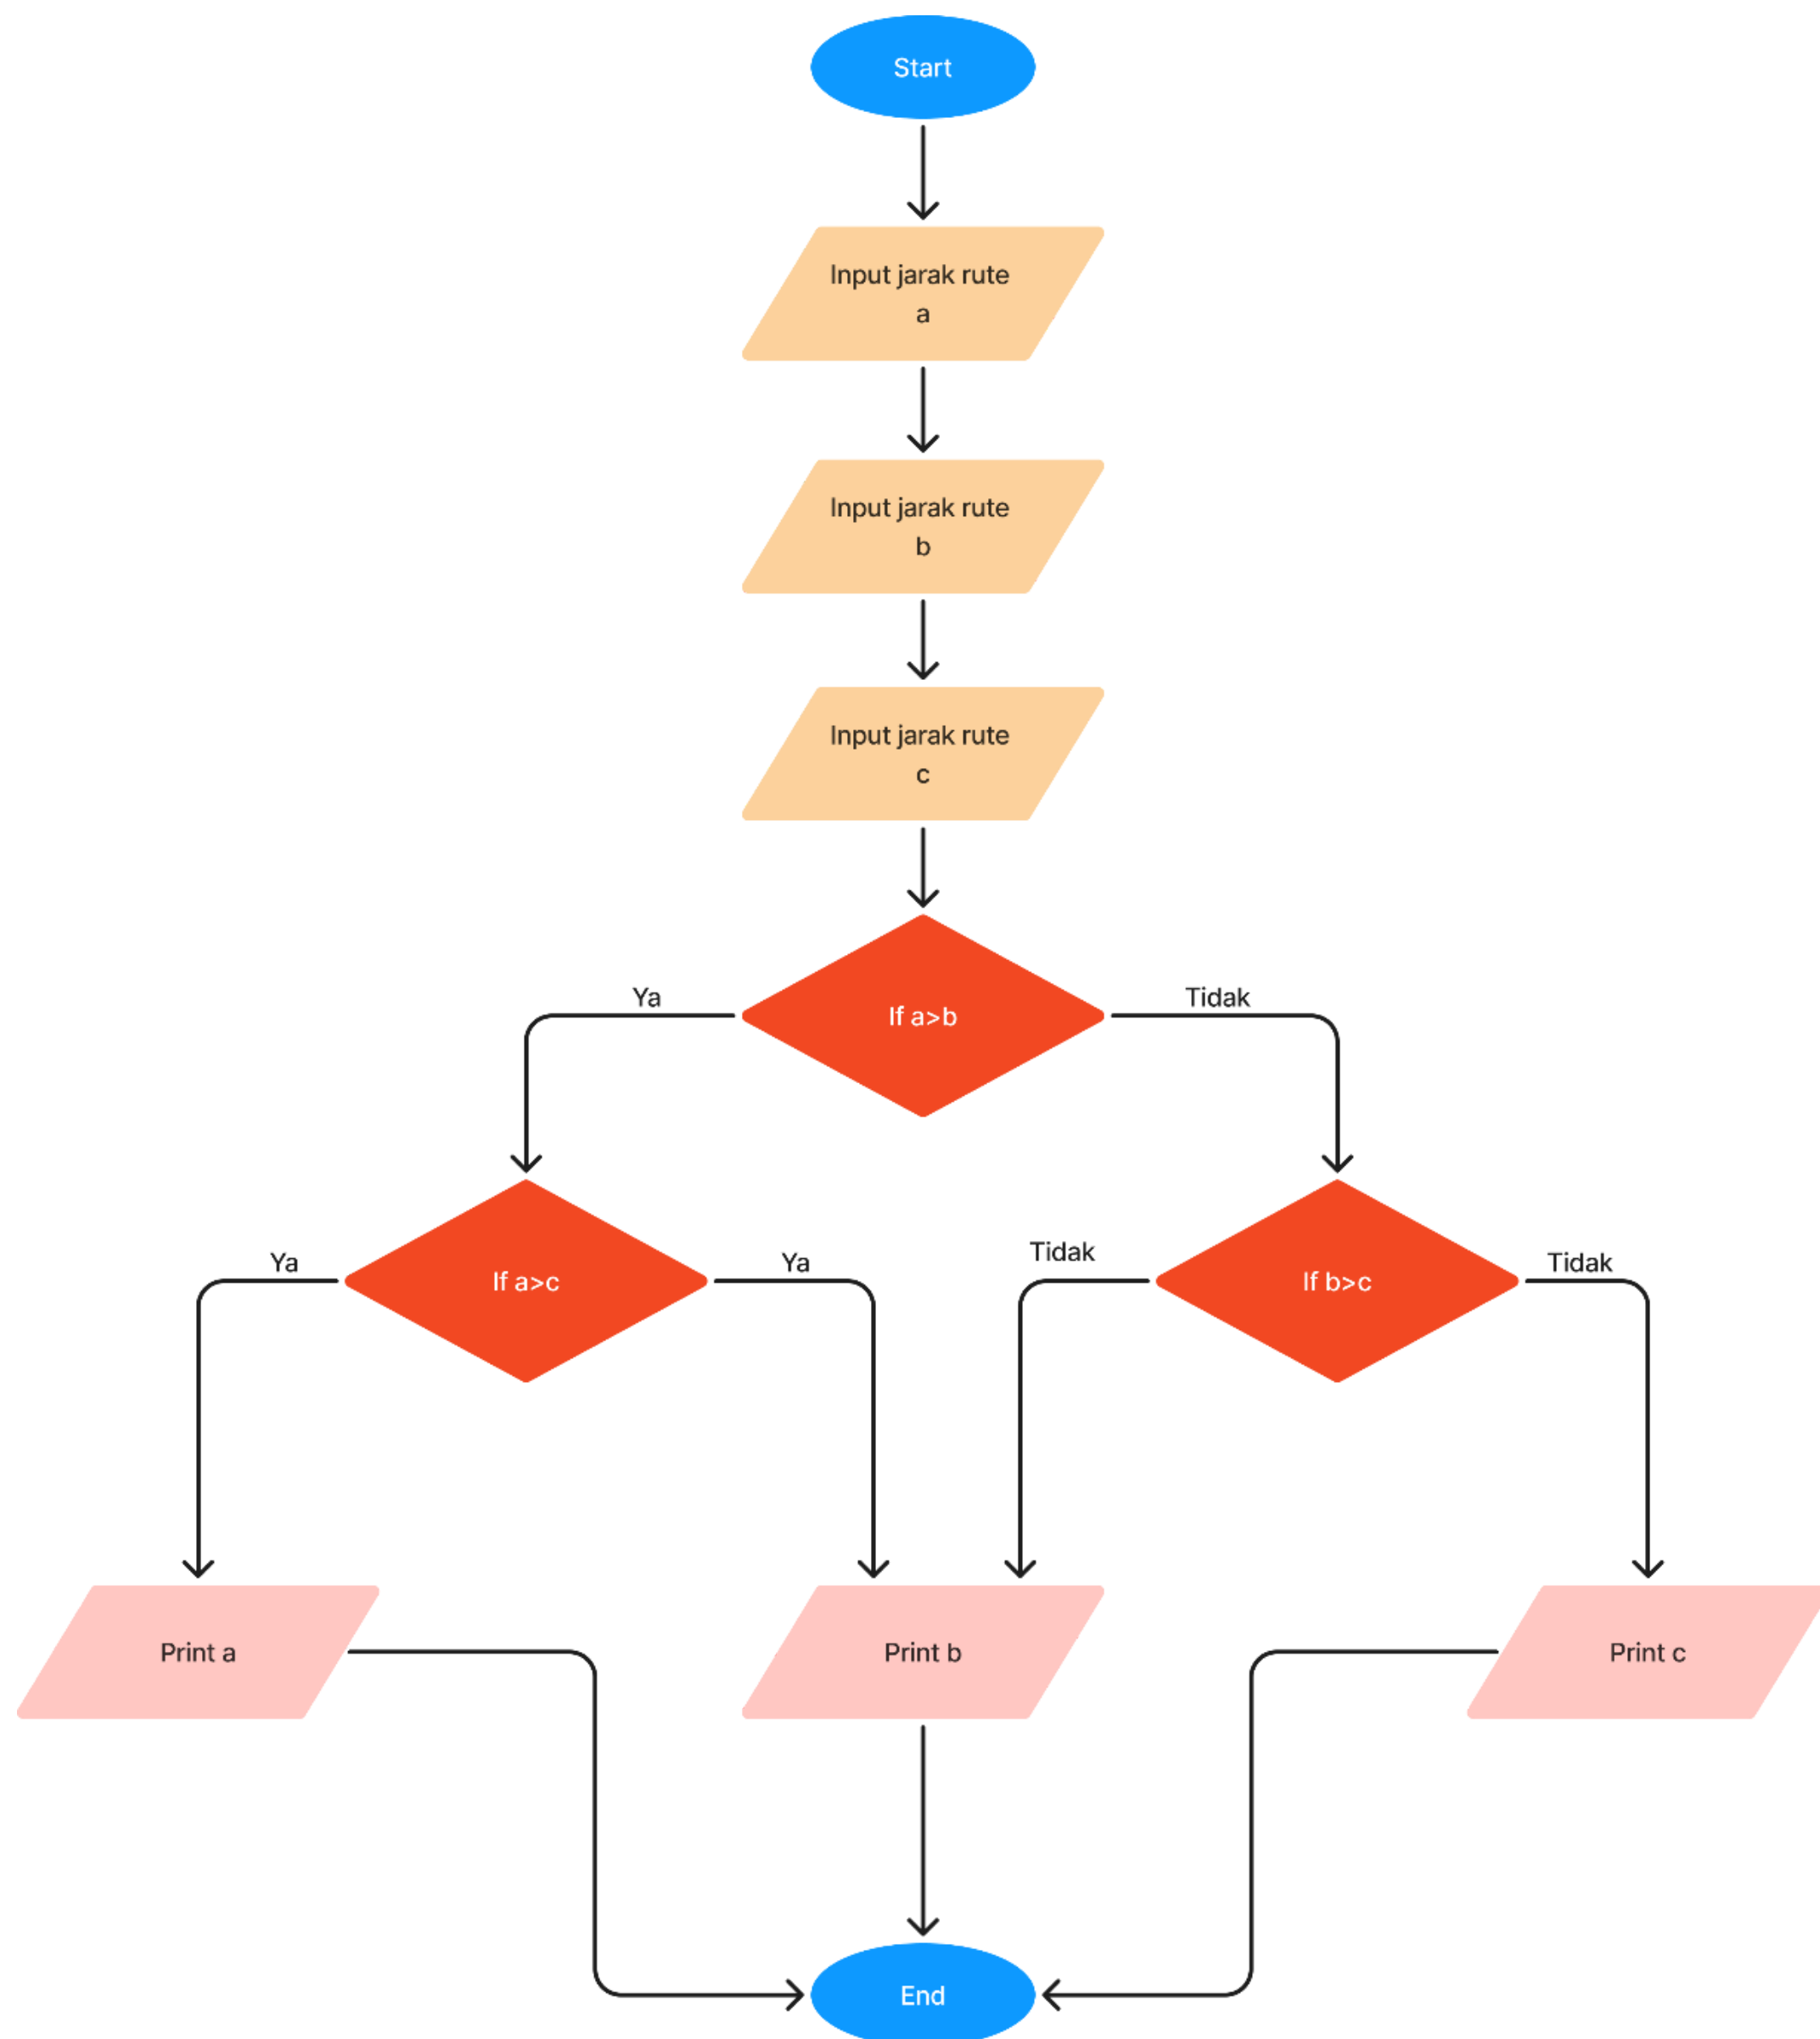 Start
Input jarak rute
a
Input jarak rute
b
Input jarak rute
c
If a>b
Ya
Tidak
If a>c
Ya
Ya
If b>c
Tidak
Tidak
Print a
Print b
Print c
End